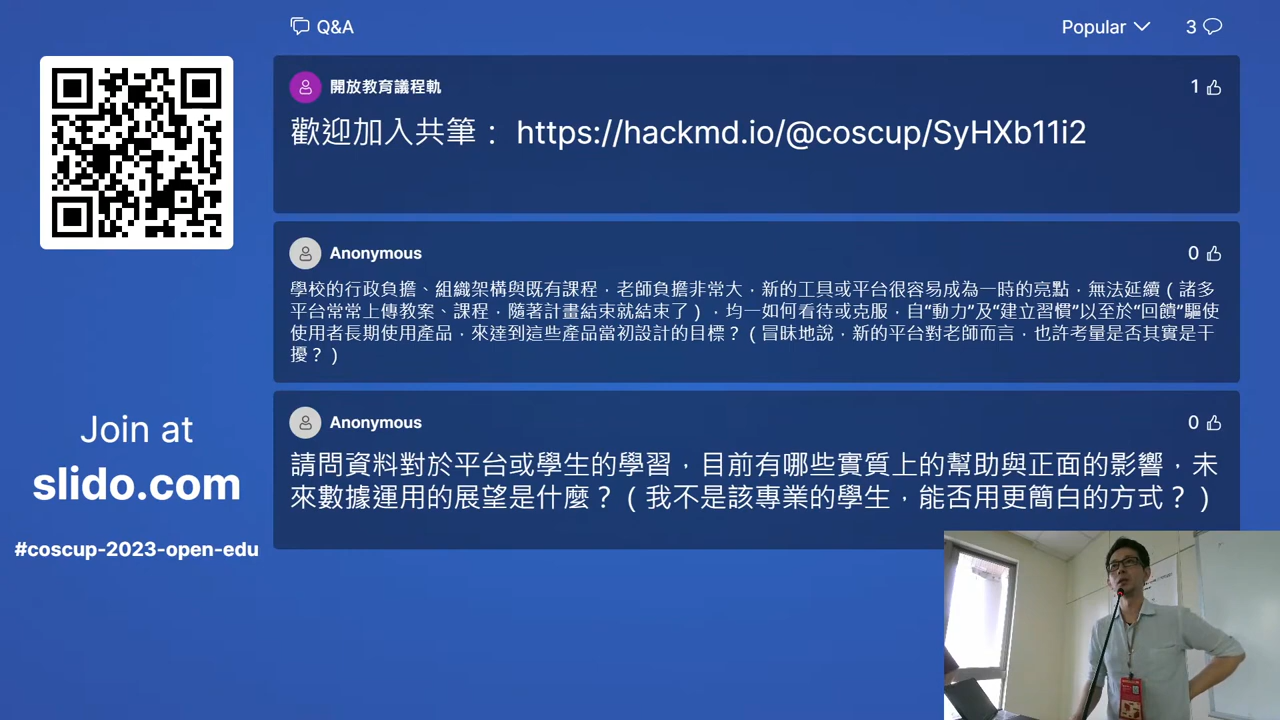 Q&A
Popular
3
開放教育議程軌
1
歡迎加入共筆： https://hackmd.io/@coscup/SyHXb11i2
Anonymous
0
學校的行政負擔、組織架構與既有課程，老師負擔非常大，新的工具或平台很容易成為一時的亮點，無法延續（諸多
平台常常上傳教案、課程，隨著計畫結束就結束了），均一如何看待或克服，自“動力”及“建立習慣”以至於“回饋”驅使
使用者長期使用產品，來達到這些產品當初設計的目標？（冒昧地說，新的平台對老師而言，也許考量是否其實是干
擾？）
Anonymous
0
請問資料對於平台或學生的學習，目前有哪些實質上的幫助與正面的影響，未
來數據運用的展望是什麼？（我不是該專業的學生，能否用更簡白的方式？）
Join at
slido.com
#coscup-2023-open-edu